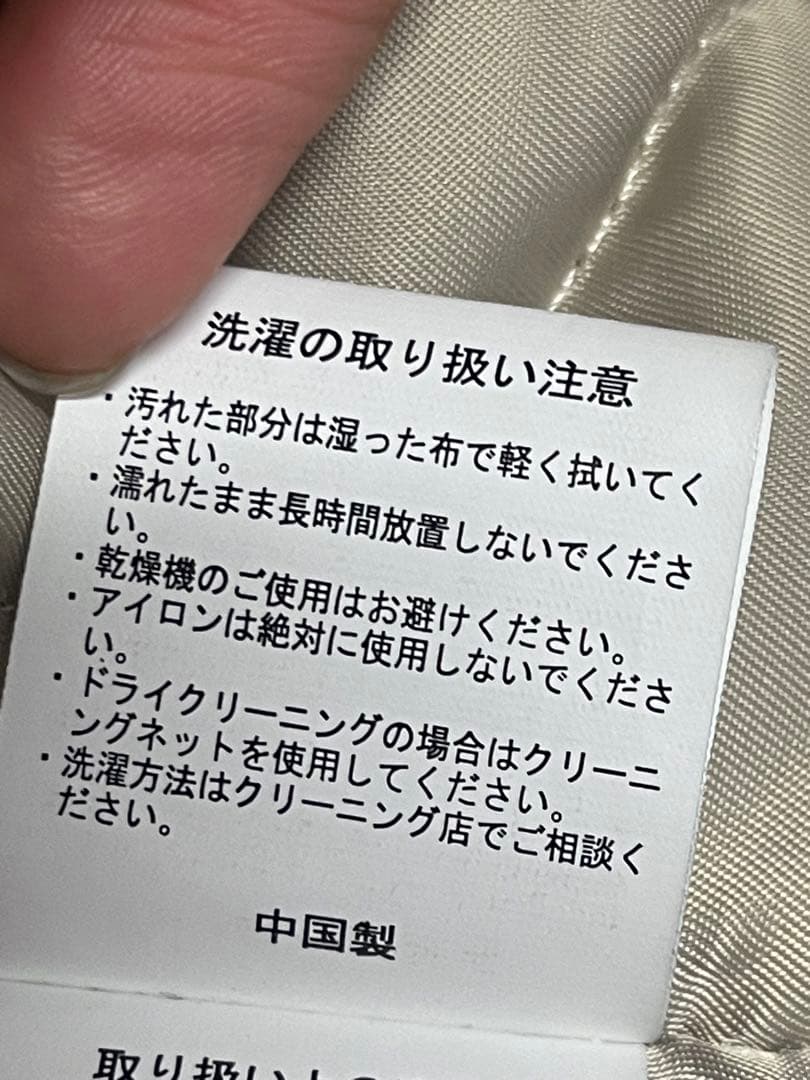 洗濯の取り扱い注意
・汚れた部分は湿った布で軽く拭いてく
ださい。
・濡れたまま長時間放置しないでくださ
い。
・乾燥機のご使用はお避けください。
・アイロンは絶対に使用しないでくださ
い。
・ドライクリーニングの場合はクリーニ
ングネットを使用してください。
・洗濯方法はクリーニング店でご相談く
ださい。
中国製
取り扱い上の